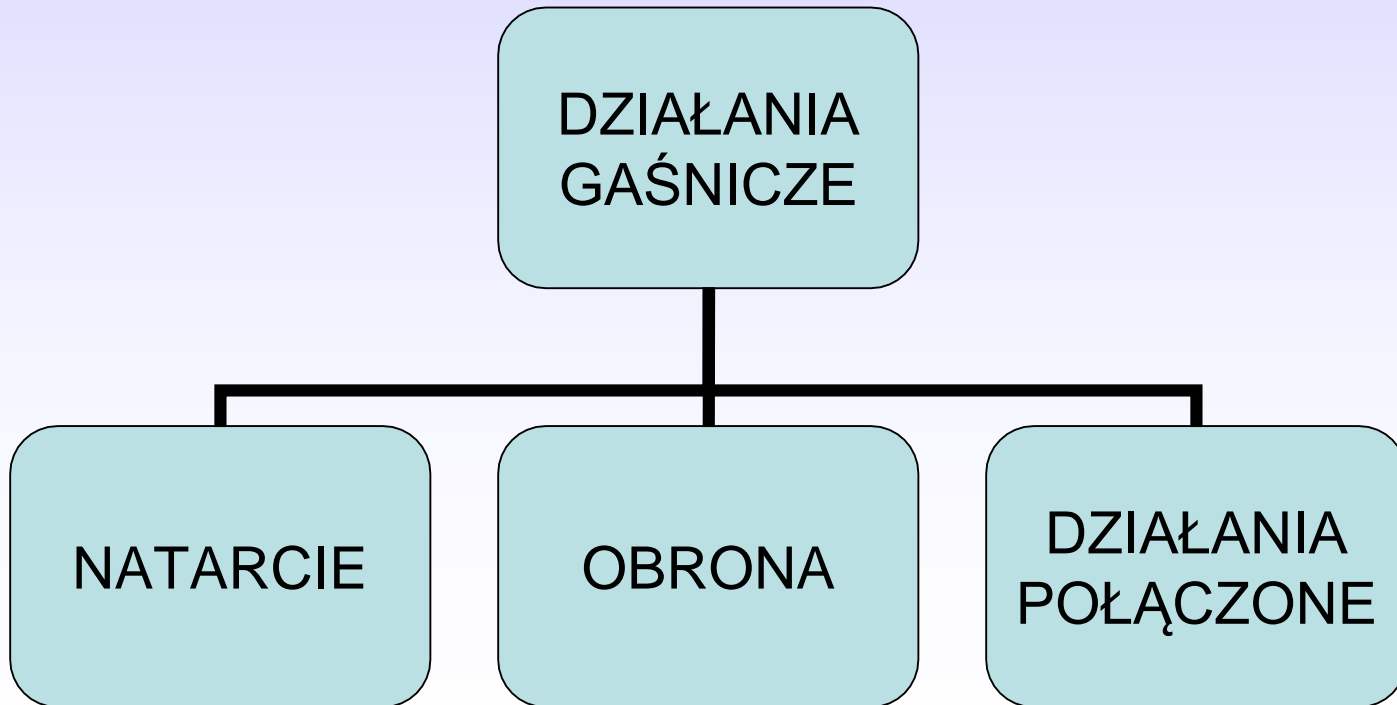 DZIAŁANIA
GAŚNICZE
NATARCIE
OBRONA
DZIAŁANIA
POŁĄCZONE